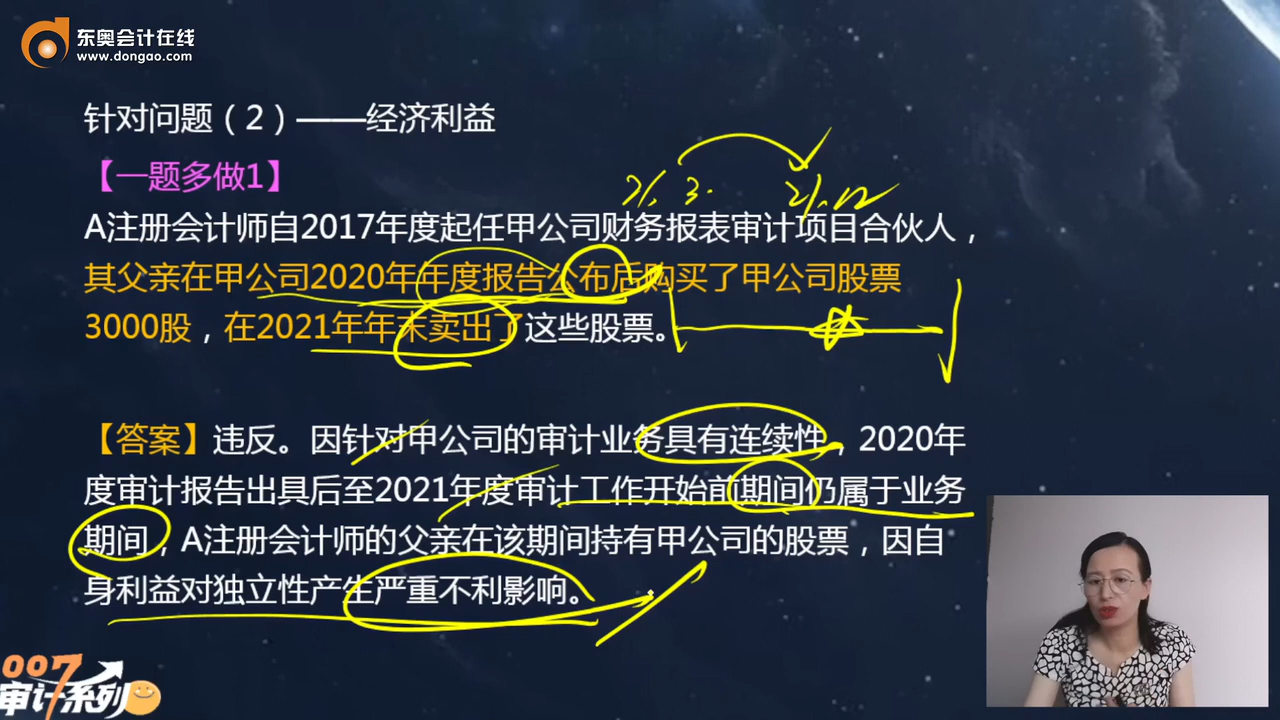 东奥会计在线
www.dongao.com
针对问题（2）——经济利益
【一题多做1】
21.3. 21.12
A注册会计师自2017年度起任甲公司财务报表审计项目合伙人，
其父亲在甲公司2020年年度报告公布后购买了甲公司股票
3000股，在2021年年末卖出了这些股票。
【答案】违反。因针对甲公司的审计业务具有连续性，2020年
度审计报告出具后至2021年度审计工作开始前期间仍属于业务
期间，A注册会计师的父亲在该期间持有甲公司的股票，因自
身利益对独立性产生严重不利影响。
007
审计系列